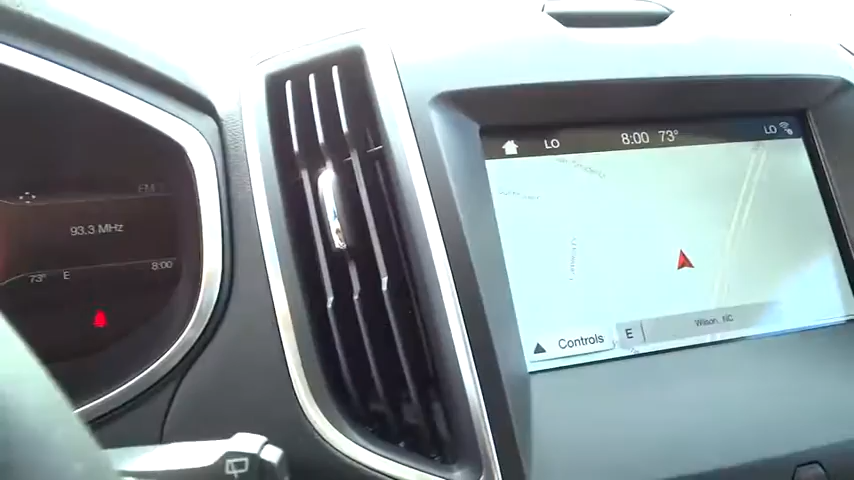 FM
93.3 MHz
73° E 8:00
LO 8:00 73° LO
Controls E Wilson, NC